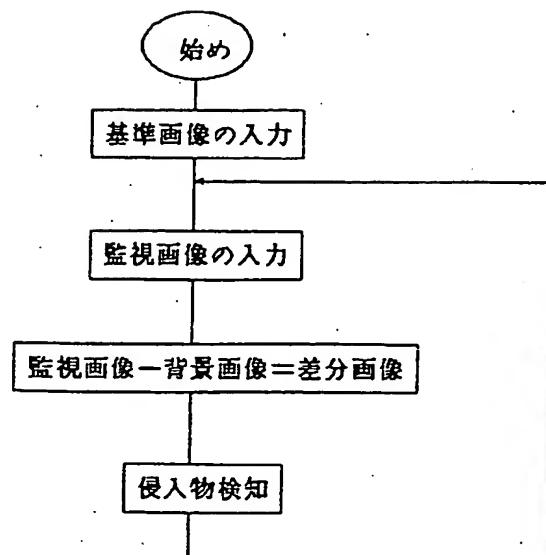 始め
基準画像の入力
監視画像の入力
監視画像－背景画像＝差分画像
侵入物検知